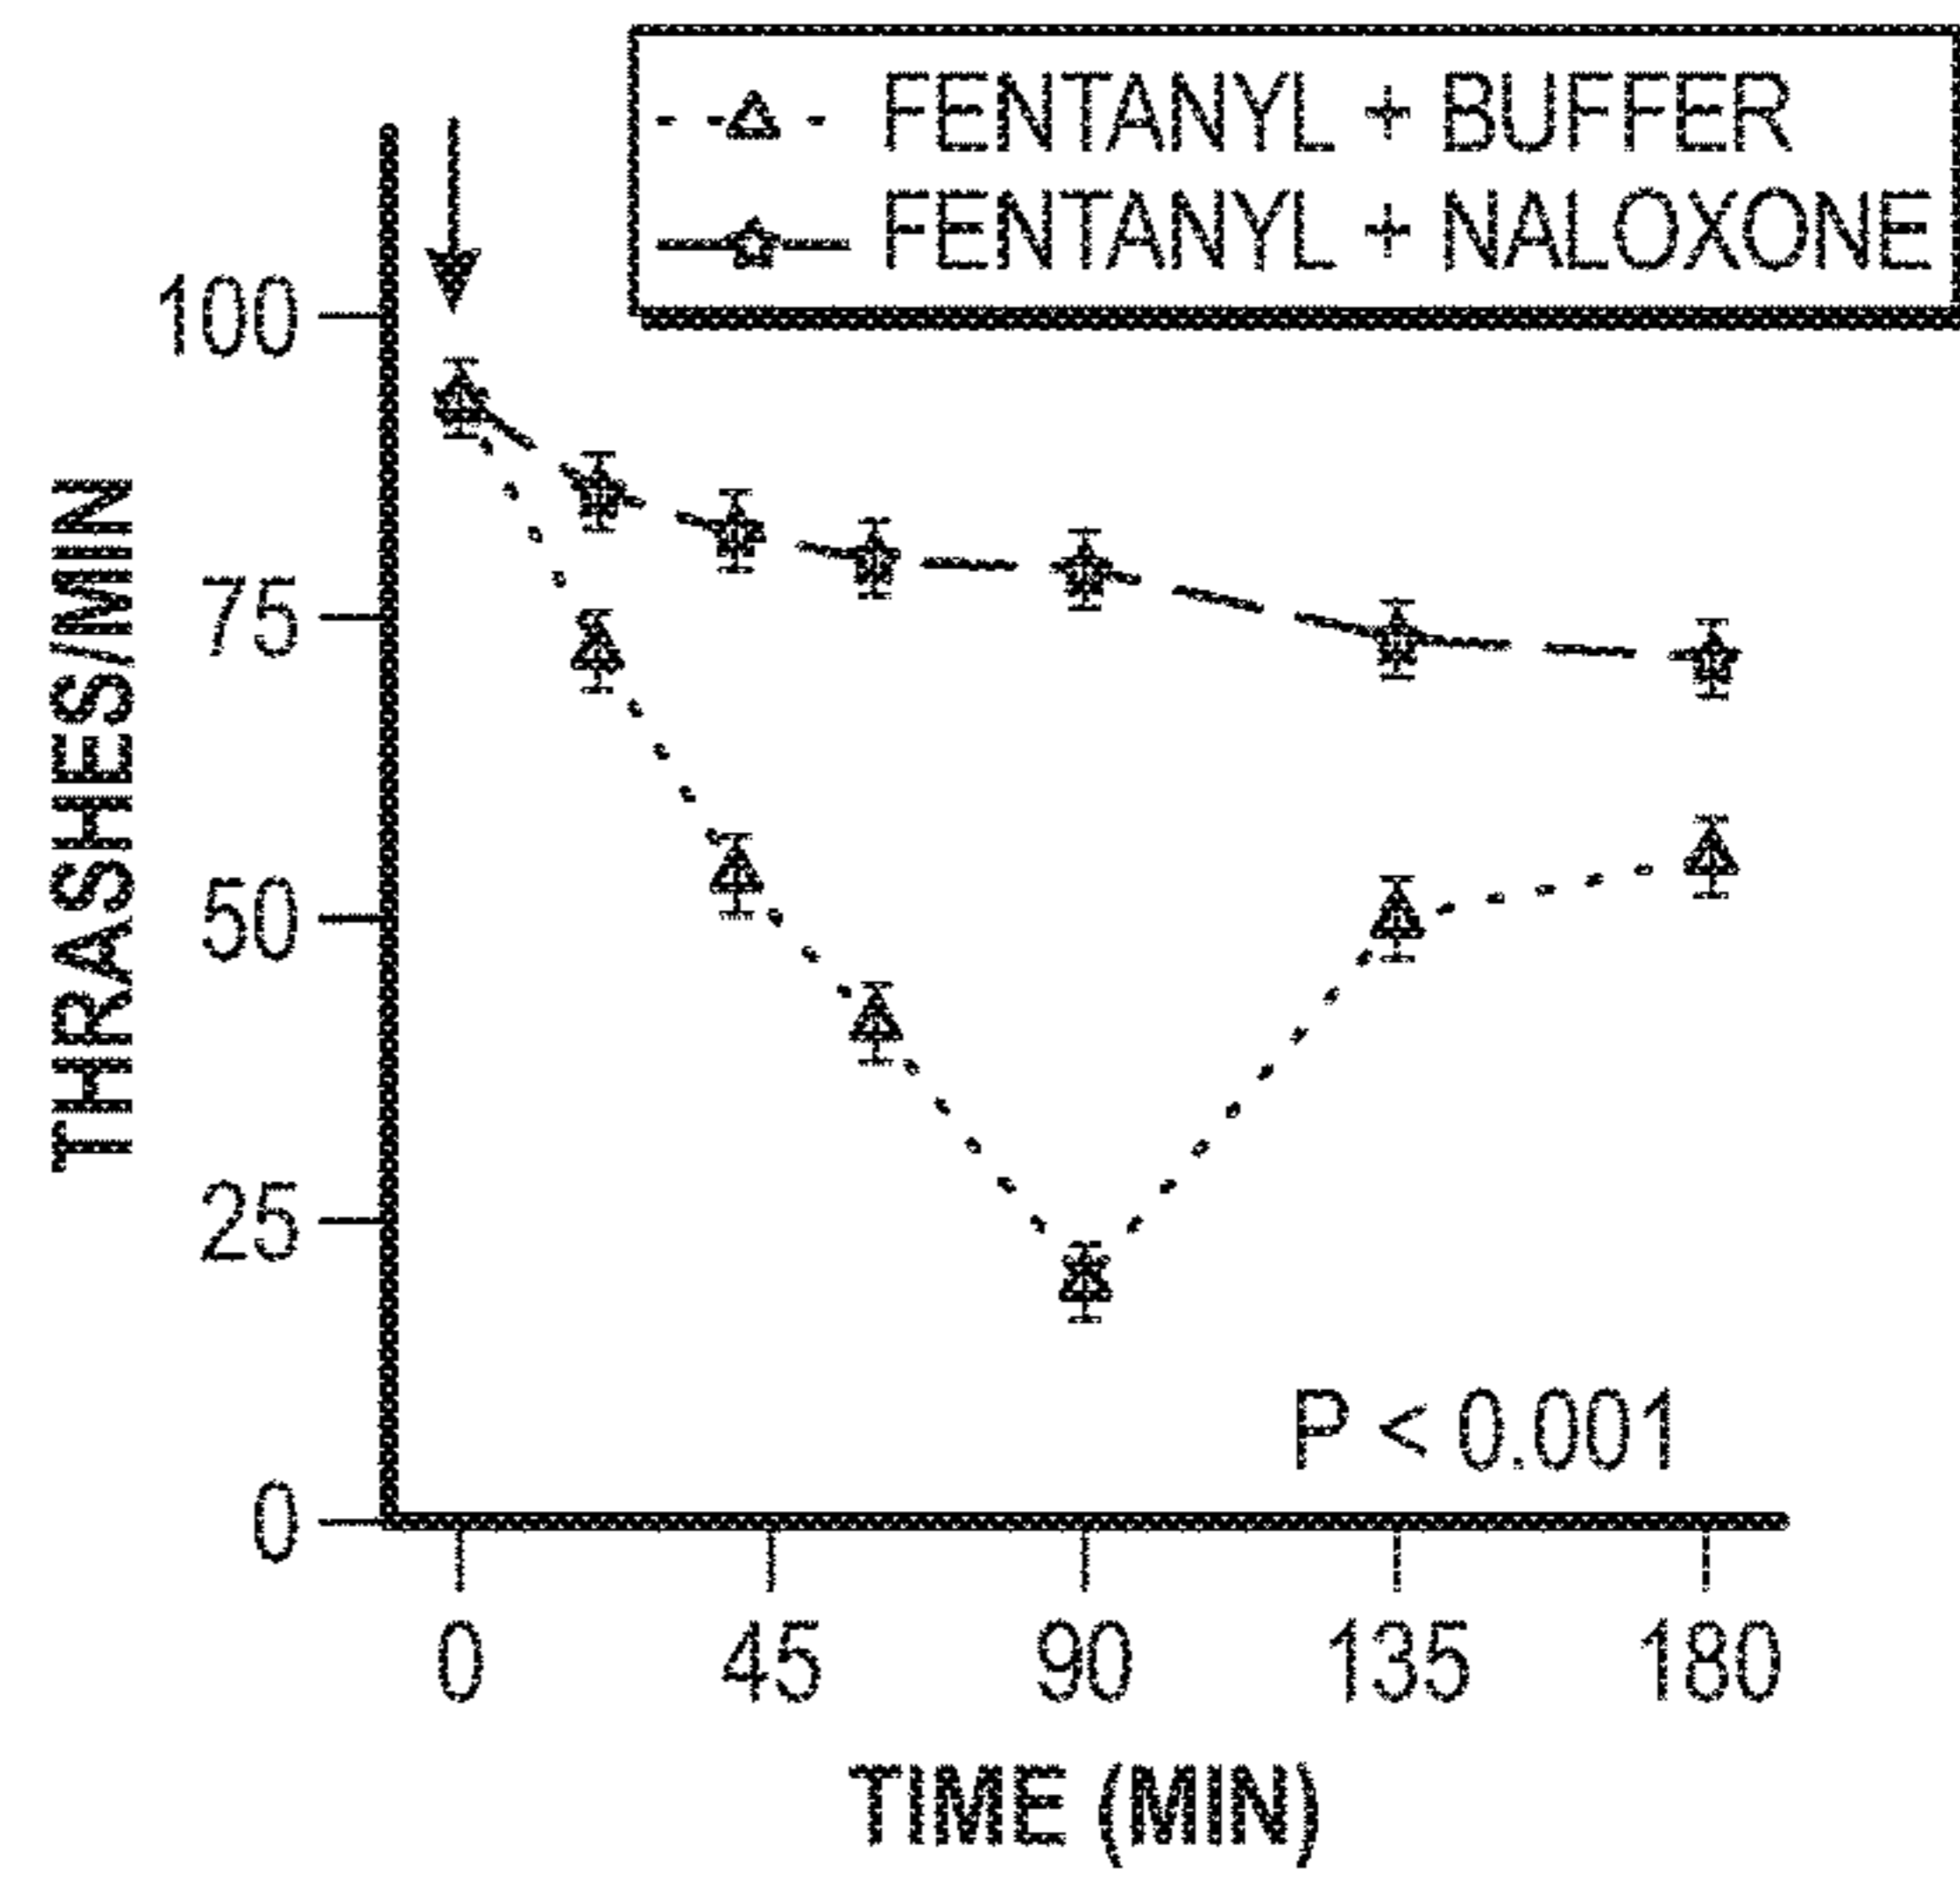 FENTANYL + BUFFER
FENTANYL + NALOXONE
100
75
50
25
0
THRASHES/MIN
P < 0.001
0 45 90 135 180
TIME (MIN)